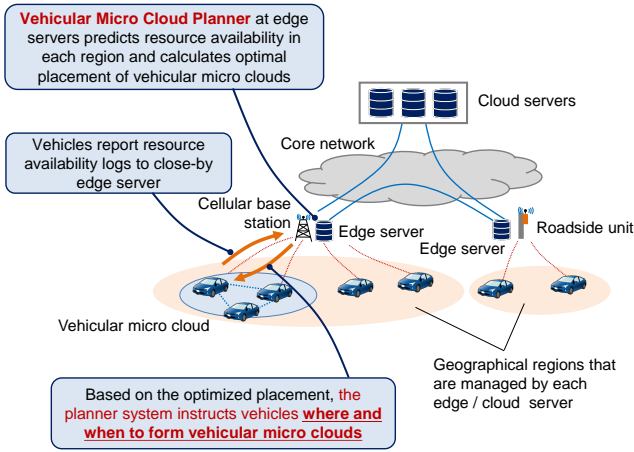 Vehicular Micro Cloud Planner at edge
servers predicts resource availability in
each region and calculates optimal
placement of vehicular micro clouds
Cloud servers
Core network
Vehicles report resource
availability logs to close-by
edge server
Cellular base
station
Edge server
Edge server
Roadside unit
Vehicular micro cloud
Geographical regions that
are managed by each
edge / cloud server
Based on the optimized placement, the
planner system instructs vehicles where and
when to form vehicular micro clouds